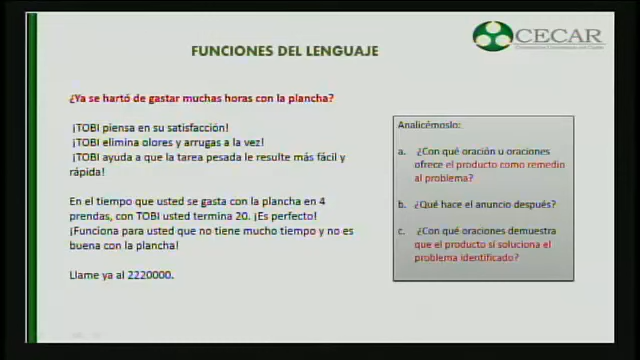 FUNCIONES DEL LENGUAJE
CECAR
¿Ya se hartó de gastar muchas horas con la plancha?
¡TOBI piensa en su satisfacción!
¡TOBI elimina olores y arrugas a la vez!
¡TOBI ayuda a que la tarea pesada le resulte más fácil y
rápida!
En el tiempo que usted se gasta con la plancha en 4
prendas, con TOBI usted termina 20. ¡Es perfecto!
¡Funciona para usted que no tiene mucho tiempo y no es
buena con la plancha!
Llame ya al 2220000.
Analicémoslo:
a. ¿Con qué oración u oraciones
ofrece el producto como remedio
al problema?
b. ¿Qué hace el anuncio después?
c. ¿Con qué oraciones demuestra
que el producto sí soluciona el
problema identificado?